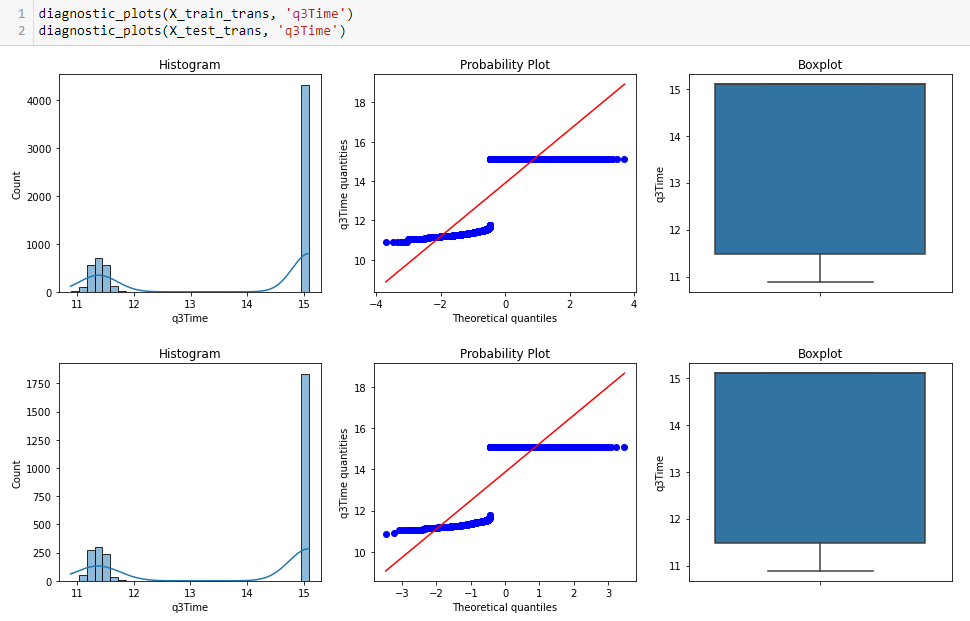 1 diagnostic_plots(X_train_trans, 'q3Time')
2 diagnostic_plots(X_test_trans, 'q3Time')
Histogram
Count
4000
3000
2000
1000
0
11 12 13 14 15
q3Time
Probability Plot
q3Time quantities
18
16
14
12
10
−4 −2 0 2 4
Theoretical quantiles
Boxplot
q3Time
15
14
13
12
11
Histogram
Count
1750
1500
1250
1000
750
500
250
0
11 12 13 14 15
q3Time
Probability Plot
q3Time quantities
18
16
14
12
10
−3 −2 −1 0 1 2 3
Theoretical quantiles
Boxplot
q3Time
15
14
13
12
11